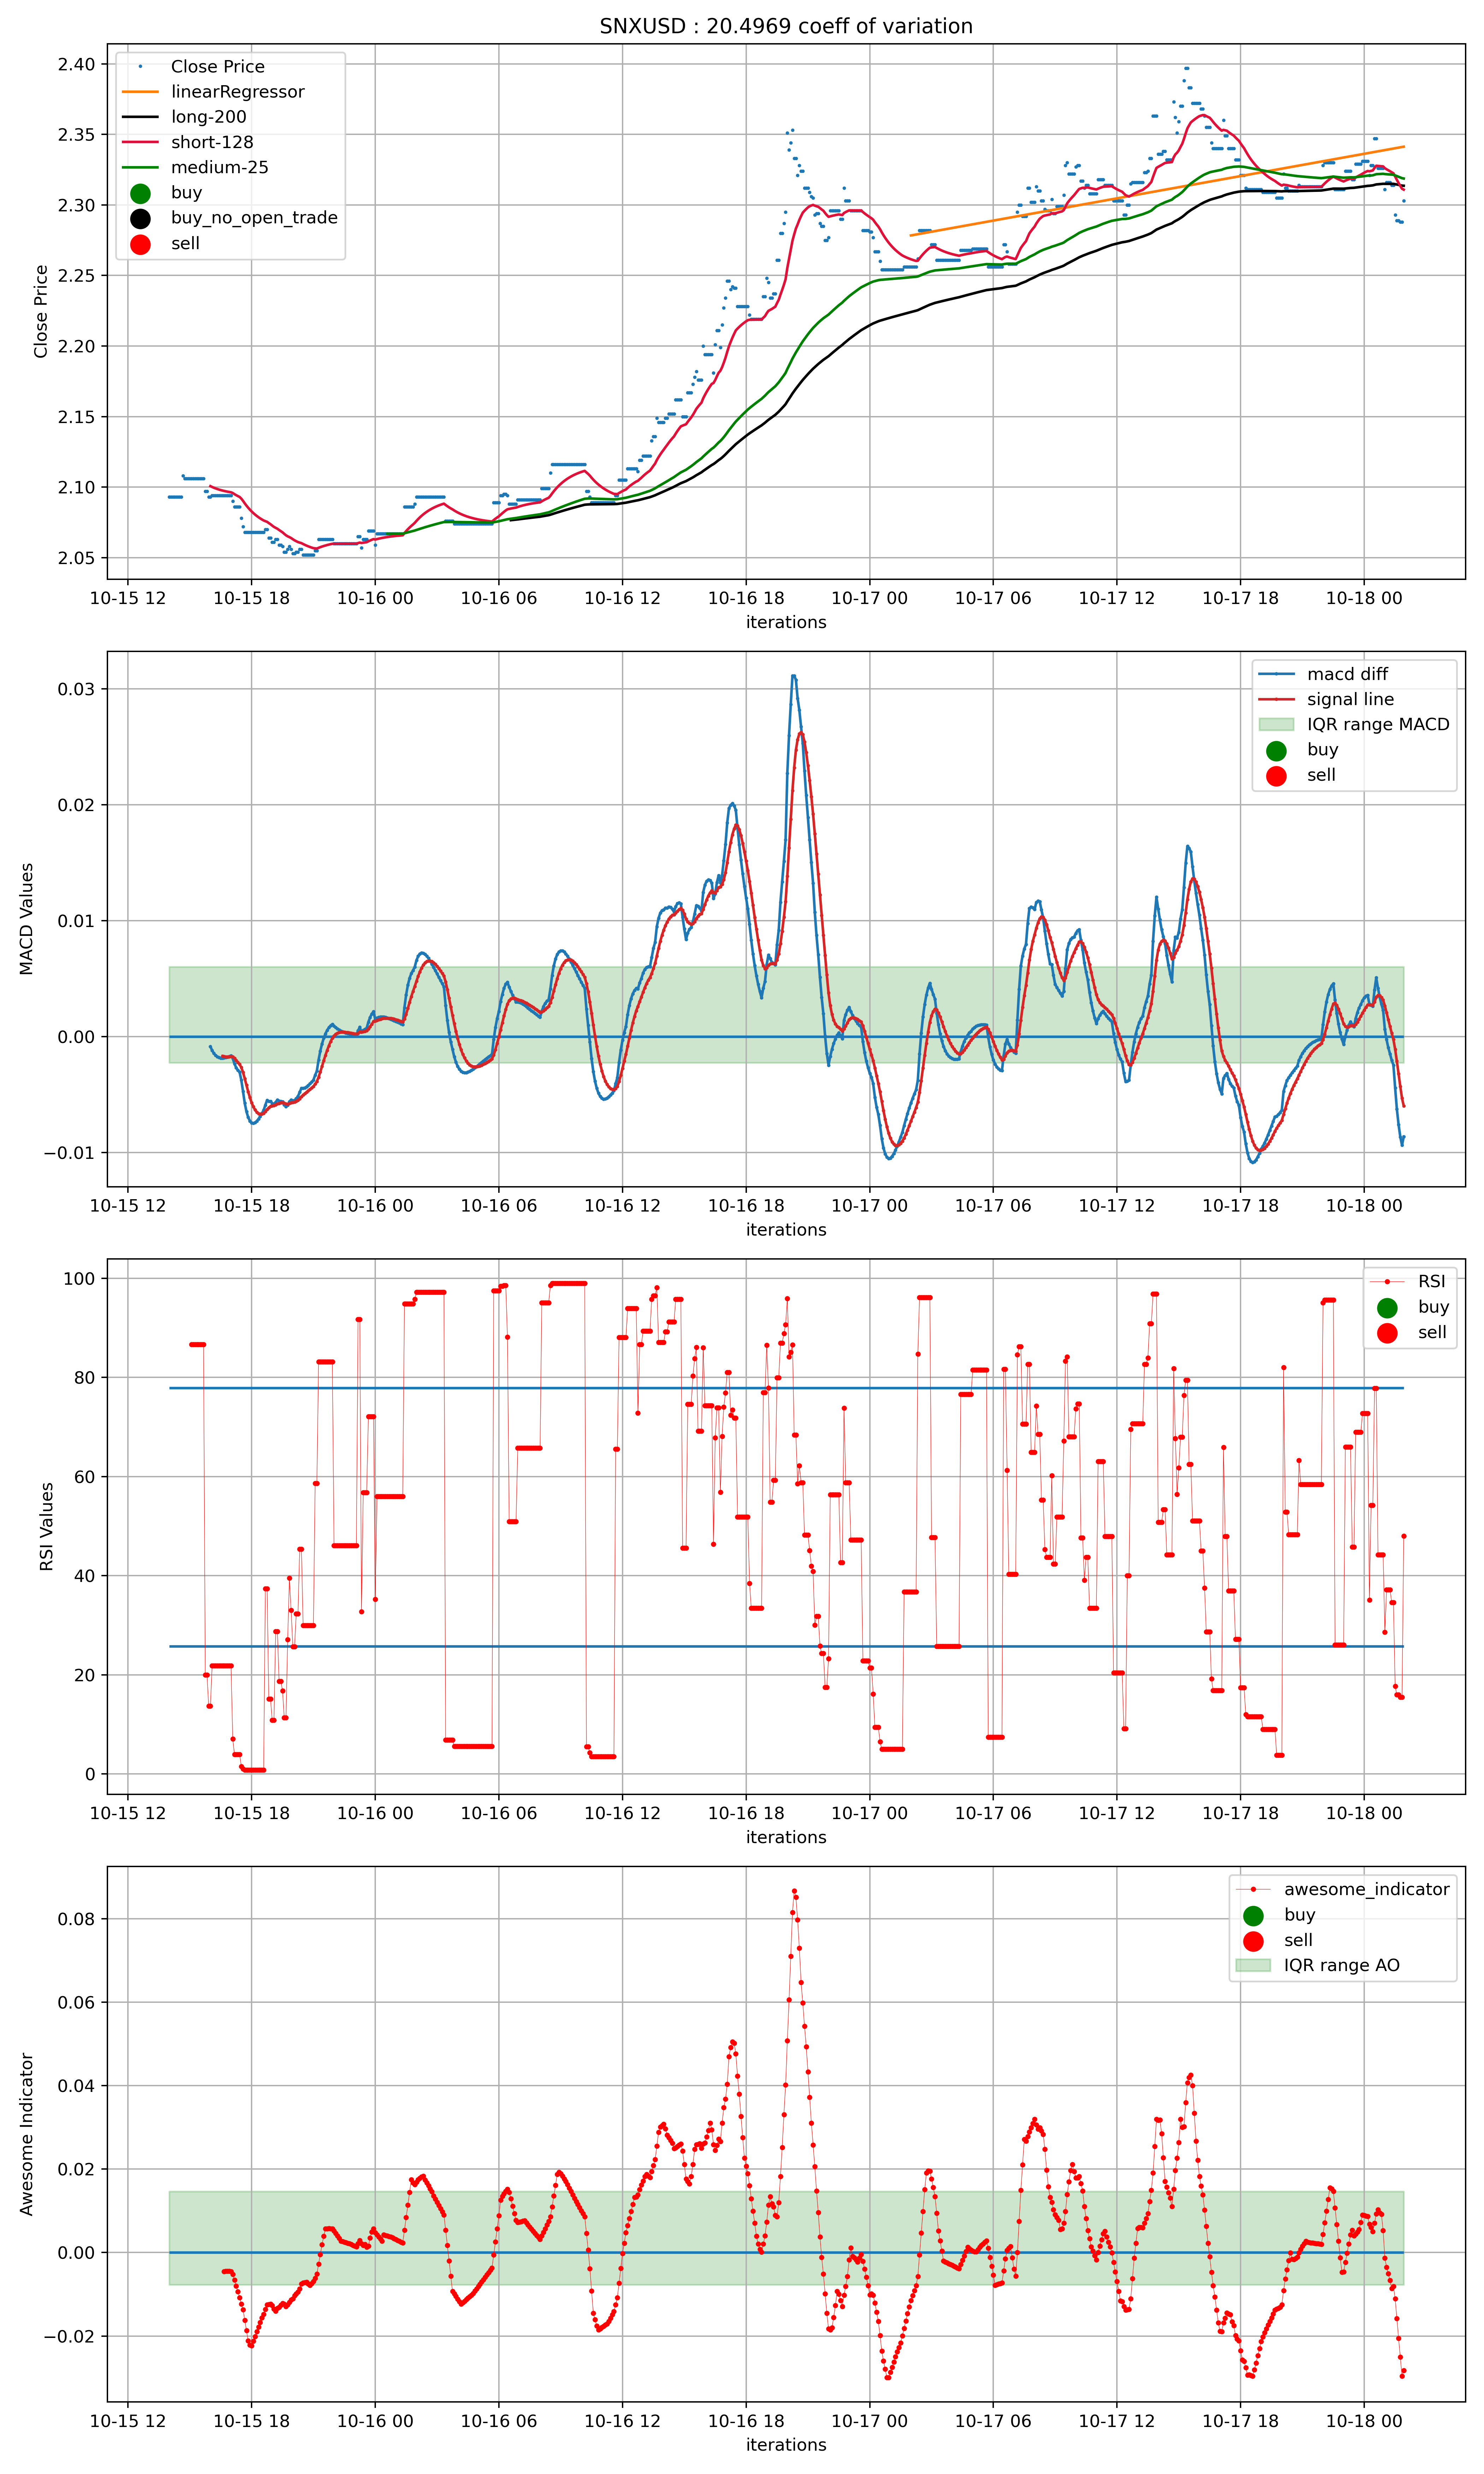 SNXUSD : 20.4969 coeff of variation
Close Price
linearRegressor
long-200
short-128
medium-25
buy
buy_no_open_trade
sell
2.40
2.35
2.30
2.25
2.20
2.15
2.10
2.05
Close Price
10-15 12 10-15 18 10-16 00 10-16 06 10-16 12 10-16 18 10-17 00 10-17 06 10-17 12 10-17 18 10-18 00
iterations
macd diff
signal line
IQR range MACD
buy
sell
0.03
0.02
0.01
0.00
−0.01
MACD Values
10-15 12 10-15 18 10-16 00 10-16 06 10-16 12 10-16 18 10-17 00 10-17 06 10-17 12 10-17 18 10-18 00
iterations
RSI
buy
sell
100
80
60
40
20
0
RSI Values
10-15 12 10-15 18 10-16 00 10-16 06 10-16 12 10-16 18 10-17 00 10-17 06 10-17 12 10-17 18 10-18 00
iterations
awesome_indicator
buy
sell
IQR range AO
0.08
0.06
0.04
0.02
0.00
−0.02
Awesome Indicator
10-15 12 10-15 18 10-16 00 10-16 06 10-16 12 10-16 18 10-17 00 10-17 06 10-17 12 10-17 18 10-18 00
iterations